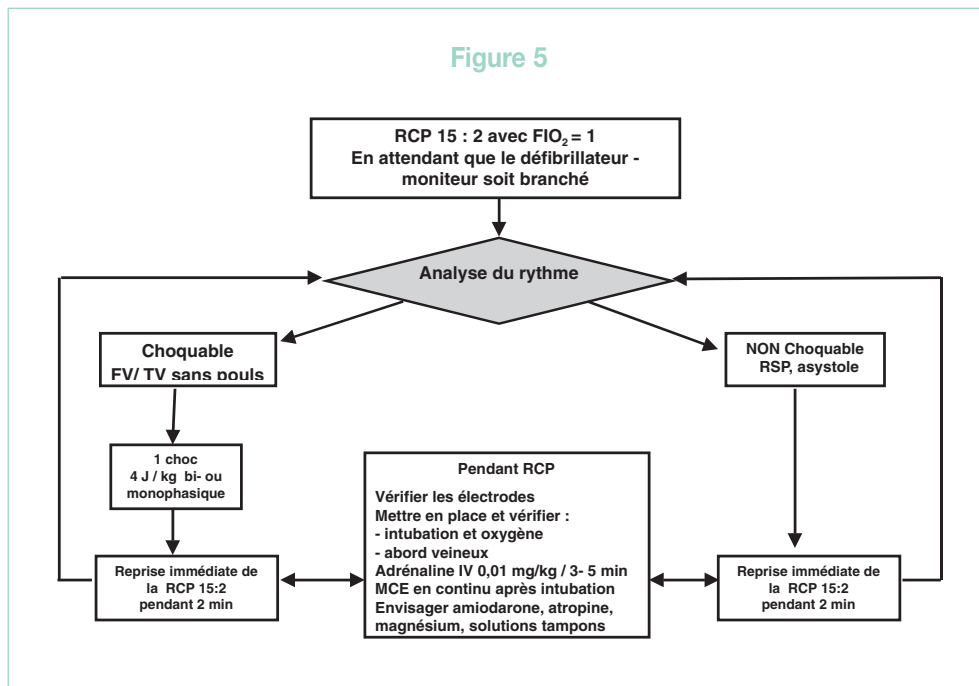 Figure 5
RCP 15 : 2 avec FIO₂ = 1
En attendant que le défibrillateur -
moniteur soit branché
Analyse du rythme
Choquable
FV/ TV sans pouls
NON Choquable
RSP, asystole
1 choc
4 J / kg bi- ou
monophasique
Pendant RCP
Vérifier les électrodes
Mettre en place et vérifier :
- intubation et oxygène
- abord veineux
Adrénaline IV 0,01 mg/kg / 3- 5 min
MCE en continu après intubation
Envisager amiodarone, atropine,
magnésium, solutions tampons
Reprise immédiate de
la RCP 15:2
pendant 2 min
Reprise immédiate de
la RCP 15:2
pendant 2 min